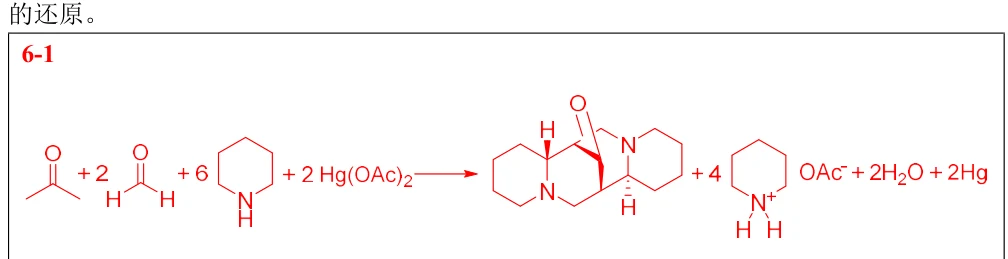 的还原。
6-1
O + 2 O H H + 6 N H + 2 Hg(OAc)2 O H N N H + 4 N+ H H OAc- + 2H2O + 2Hg